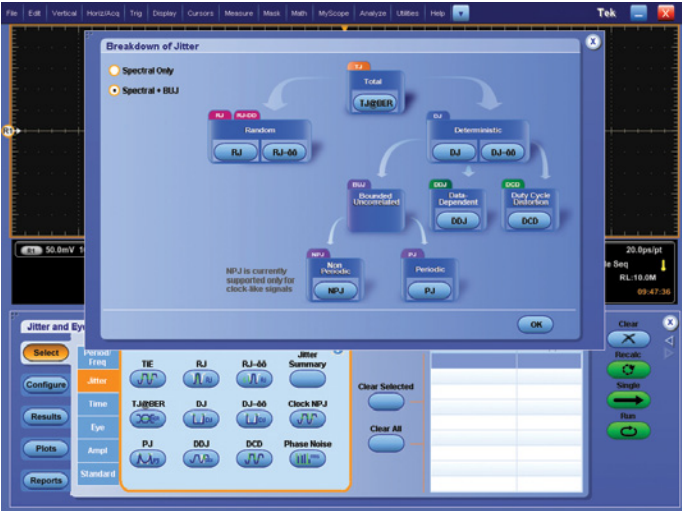 File Edit Vertical Horiz/Acq Trig Display Cursors Measure Mask Math MyScope Analyze Utilities Help Tek
Breakdown of Jitter
Spectral Only
Spectral + BUJ
TJ
Total
TJ@BER
RJ RJ-δδ
Random
RJ RJ-δδ
DJ
Deterministic
DJ DJ-δδ
BUJ
Bounded
Uncorrelated
DDJ
Data-
Dependent
DDJ
DCD
Duty Cycle
Distortion
DCD
NPJ is currently
supported only for
clock-like signals
NPJ
Non
Periodic
NPJ
PJ
Periodic
PJ
OK
R1
R1 50.0mV
20.0ps/pt
RL:10.0M
09:47:36
Jitter and Eye
Select
Configure
Results
Plots
Reports
Period/
Freq
Jitter
Time
Eye
Ampl
Standard
TIE RJ RJ-δδ Jitter
Summary
TJ@BER DJ DJ-δδ Clock NPJ
PJ DDJ DCD Phase Noise
Clear Selected
Clear All
Clear
Recalc
Single
Run